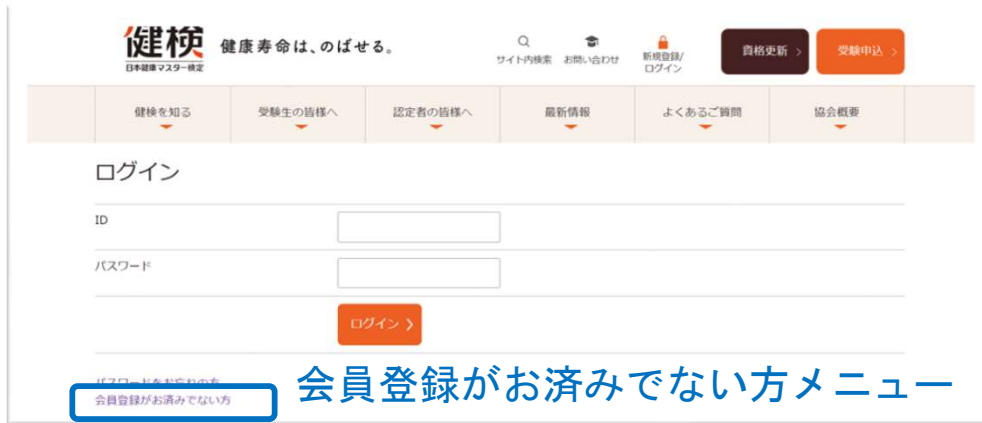 健検
日本健康マスター検定
健康寿命は、のばせる。
サイト内検索
お問い合わせ
新規登録/
ログイン
資格更新
受験申込
健検を知る
受験生の皆様へ
認定者の皆様へ
最新情報
よくあるご質問
協会概要
ログイン
ID
パスワード
ログイン
パスワードをお忘れの方
会員登録がお済みでない方
会員登録がお済みでない方メニュー